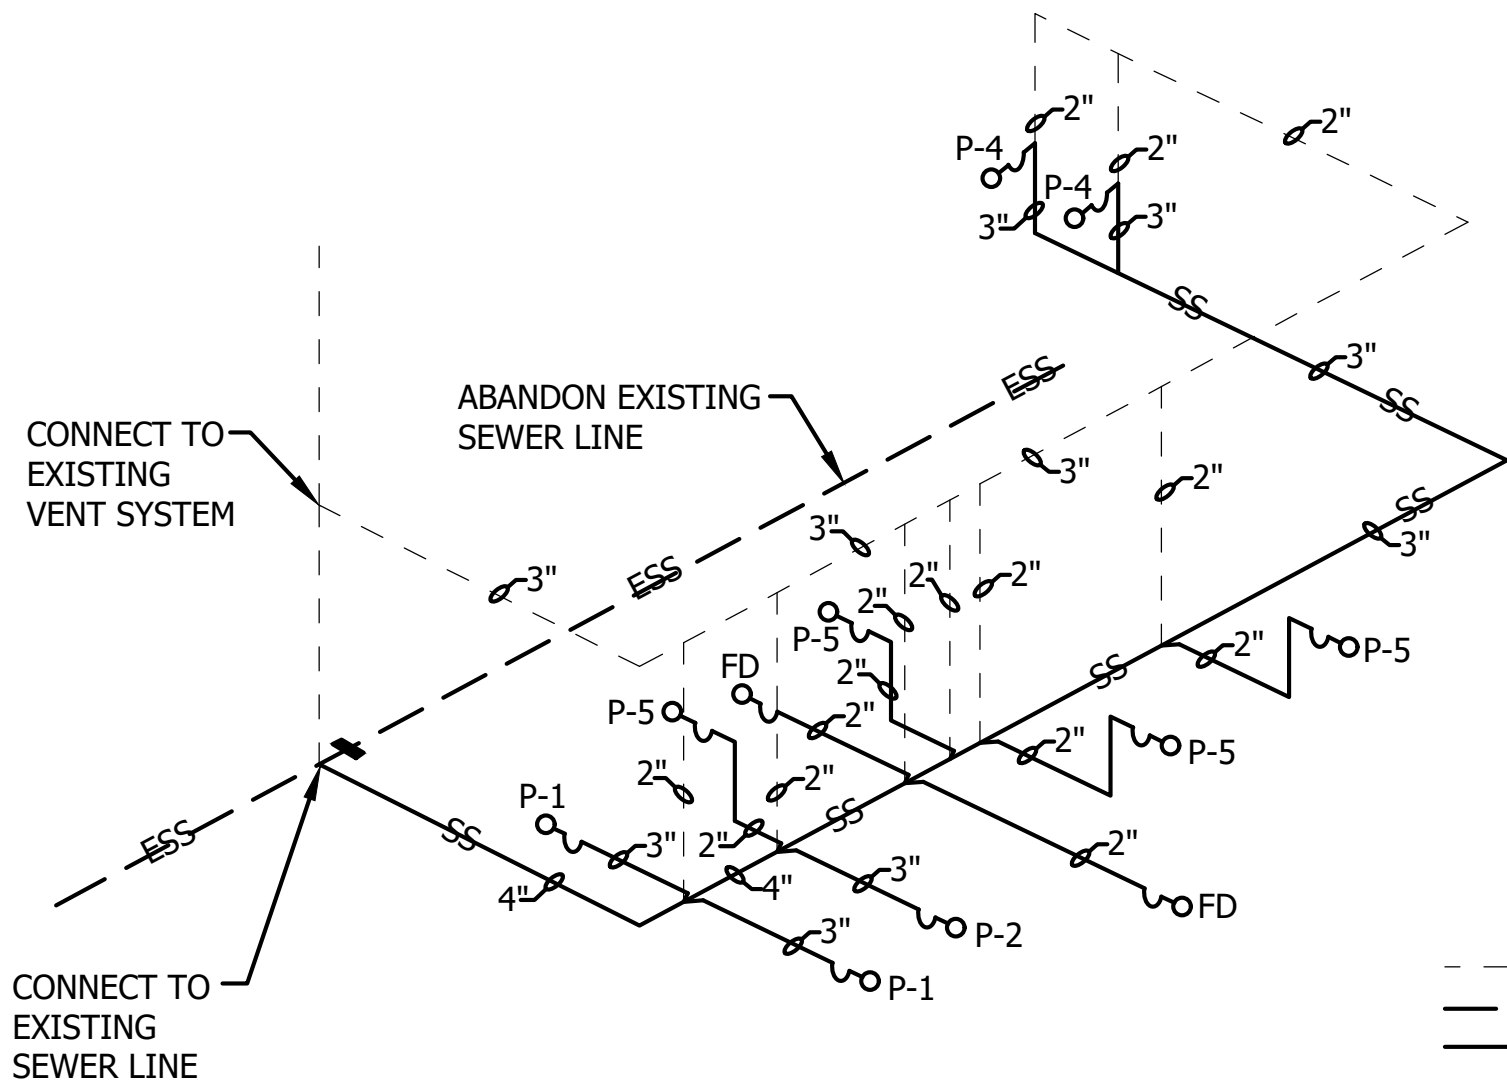 2"
2"
P-4
2"
P-4
3"
3"
SS
3"
ESS
SS
ABANDON EXISTING
SEWER LINE
CONNECT TO
EXISTING
VENT SYSTEM
3"
2"
SS
3"
3"
ESS
3"
2"
2"
2"
P-5
2"
P-5
FD
2"
SS
P-5
2"
2"
P-5
2"
2"
P-1
SS
ESS
SS
3"
2"
2"
4"
4"
3"
FD
P-2
3"
P-1
CONNECT TO
EXISTING
SEWER LINE